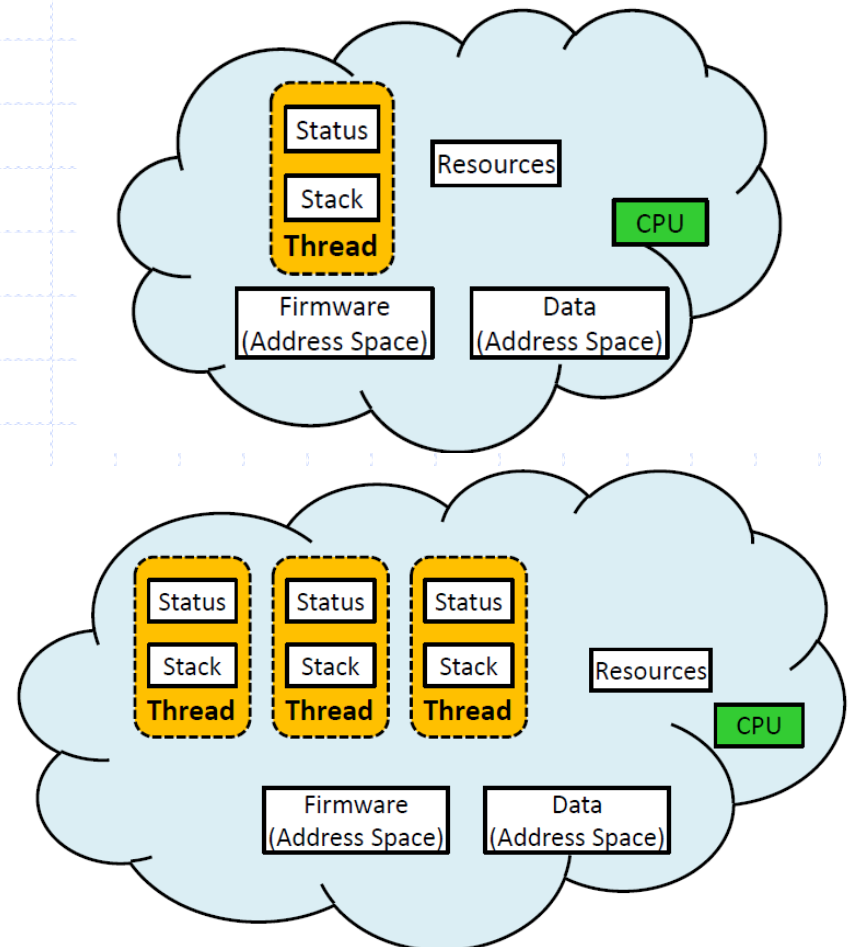 Status
Resources
Stack
CPU
Thread
Firmware
(Address Space)
Data
(Address Space)
Status
Status
Status
Stack
Stack
Stack
Resources
Thread
Thread
Thread
CPU
Firmware
(Address Space)
Data
(Address Space)